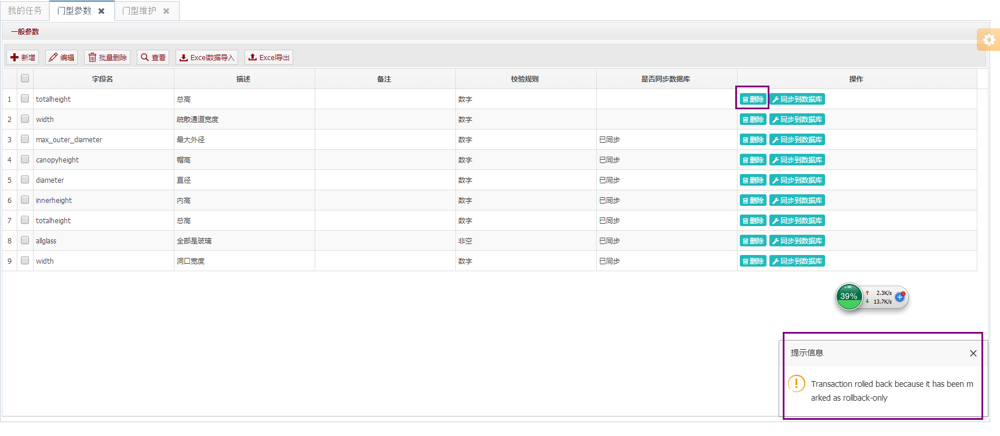 我的任务 门型参数 门型维护
一般参数
新增 编辑 批量删除 查看 Excel数据导入 Excel导出
字段名 描述 备注 校验规则 是否同步数据库 操作
1 totalheight 总高 数字 删除 同步到数据库
2 width 疏散通道宽度 数字 删除 同步到数据库
3 max_outer_diameter 最大外径 数字 已同步 删除 同步到数据库
4 canopyheight 帽高 数字 已同步 删除 同步到数据库
5 diameter 直径 数字 已同步 删除 同步到数据库
6 innerheight 内高 数字 已同步 删除 同步到数据库
7 totalheight 总高 数字 已同步 删除 同步到数据库
8 allglass 全部是玻璃 非空 已同步 删除 同步到数据库
9 width 洞口宽度 数字 已同步 删除 同步到数据库
39% 2.3K/s
13.7K/s
提示信息
Transaction rolled back because it has been m
arked as rollback-only